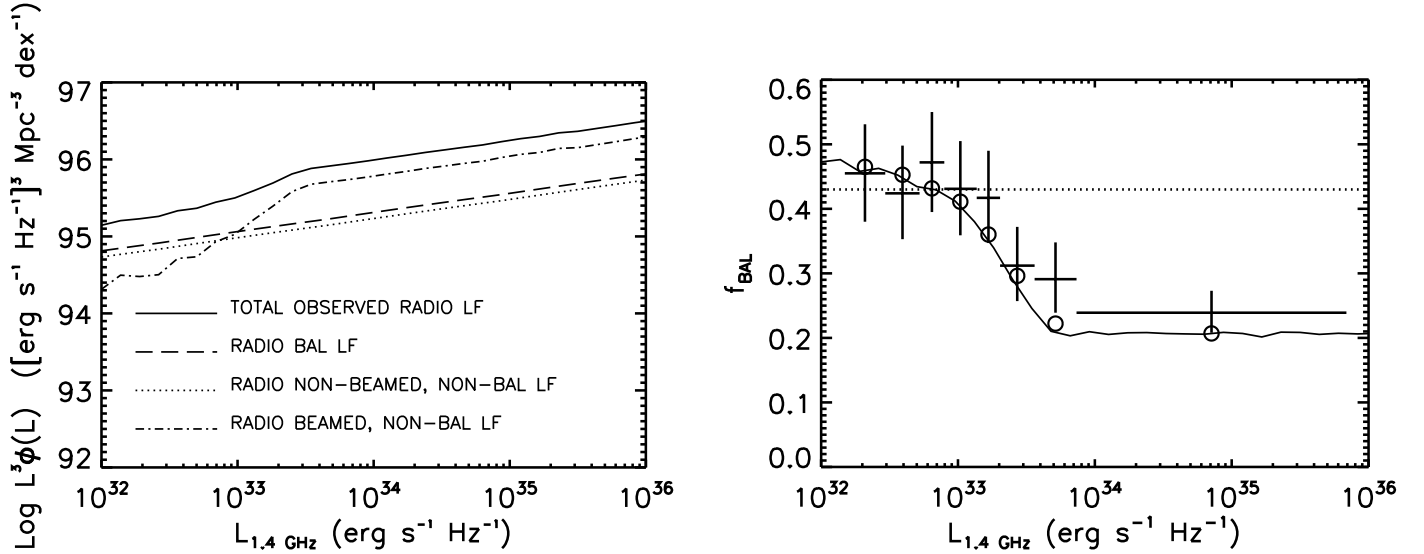 Log L³ϕ(L) ([erg s⁻¹ Hz⁻¹]³ Mpc⁻³ dex⁻¹)
97
96
95
94
93
92
TOTAL OBSERVED RADIO LF
RADIO BAL LF
RADIO NON−BEAMED, NON−BAL LF
RADIO BEAMED, NON−BAL LF
10³² 10³³ 10³⁴ 10³⁵ 10³⁶
L₁.₄ GHz (erg s⁻¹ Hz⁻¹)
f_BAL
0.6
0.5
0.4
0.3
0.2
0.1
0.0
10³² 10³³ 10³⁴ 10³⁵ 10³⁶
L₁.₄ GHz (erg s⁻¹ Hz⁻¹)